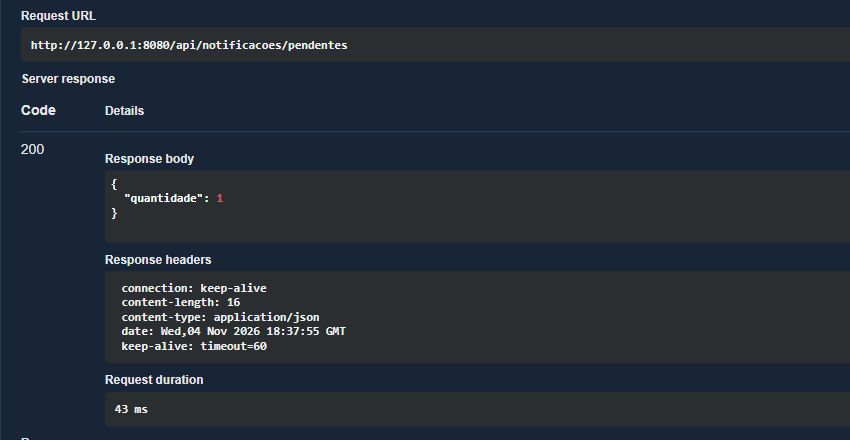 Request URL
http://127.0.0.1:8080/api/notificacoes/pendentes
Server response
Code Details
200
Response body
{
"quantidade": 1
}
Response headers
connection: keep-alive
content-length: 16
content-type: application/json
date: Wed,04 Nov 2026 18:37:55 GMT
keep-alive: timeout=60
Request duration
43 ms